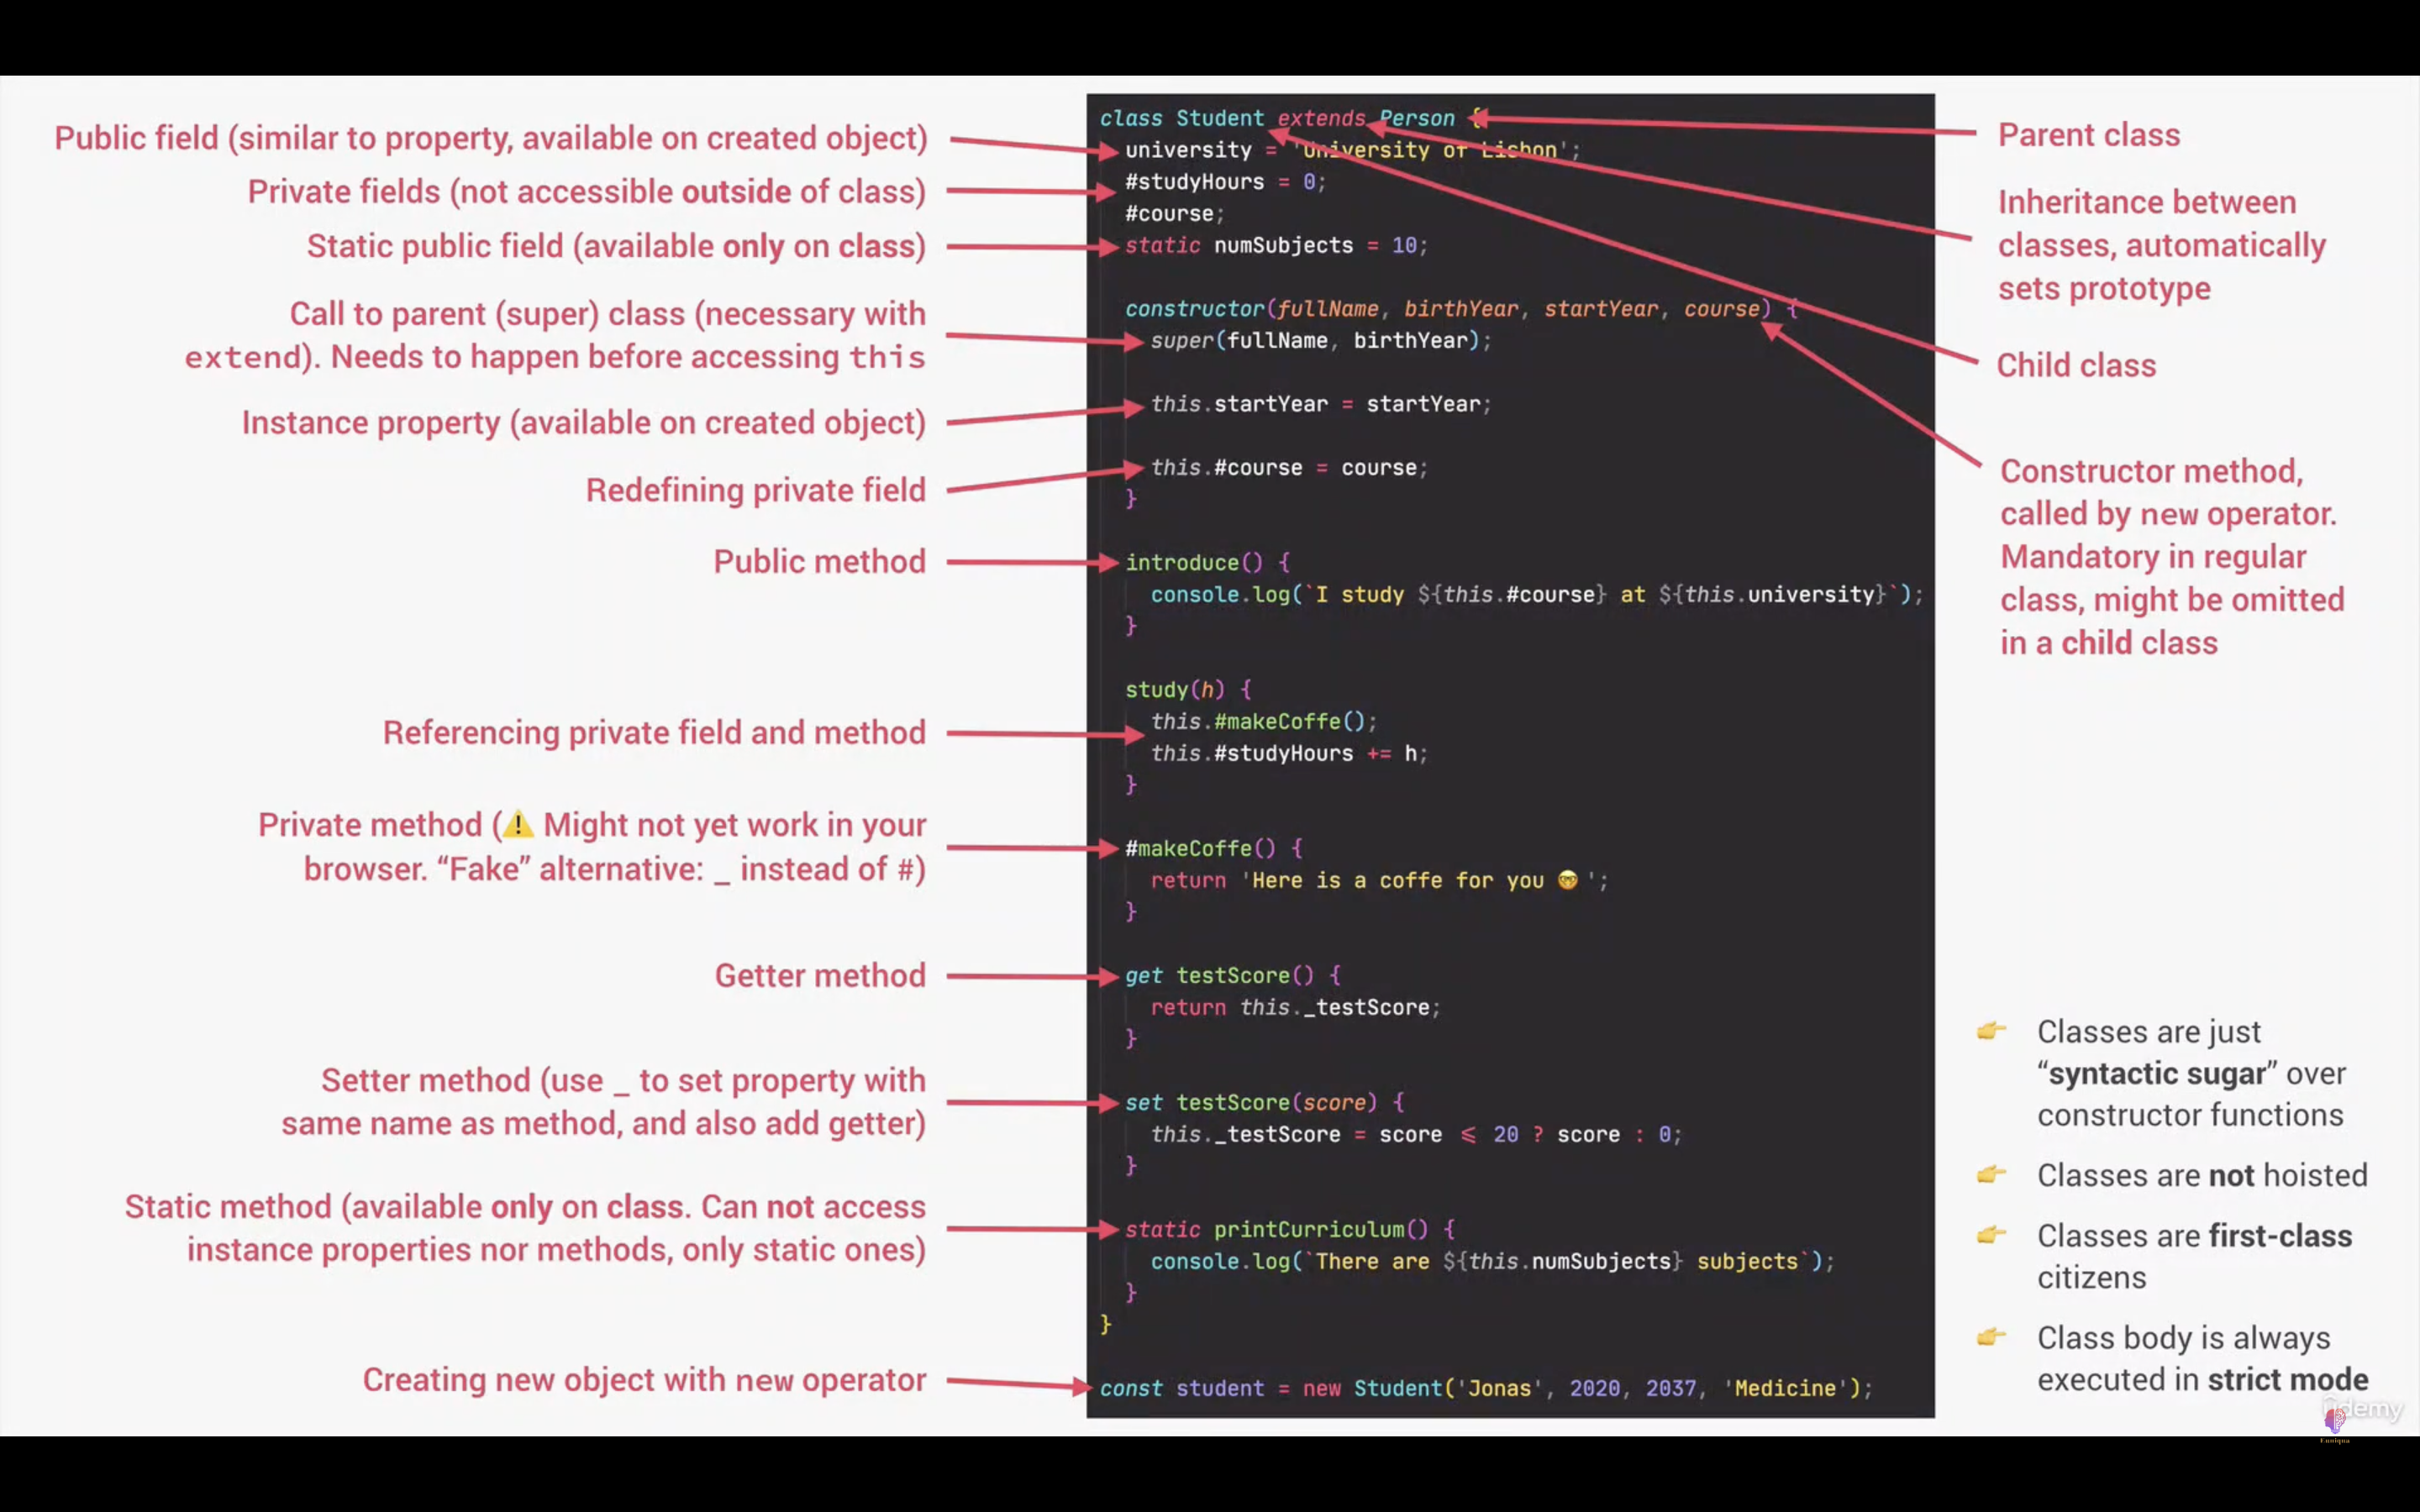 Public field (similar to property, available on created object)
Private fields (not accessible outside of class)
Static public field (available only on class)
Call to parent (super) class (necessary with
extend). Needs to happen before accessing this
Instance property (available on created object)
Redefining private field
Public method
Referencing private field and method
Private method (⚠️ Might not yet work in your
browser. “Fake” alternative: _ instead of #)
Getter method
Setter method (use _ to set property with
same name as method, and also add getter)
Static method (available only on class. Can not access
instance properties nor methods, only static ones)
Creating new object with new operator
class Student extends Person {
university = 'University of Lisbon';
#studyHours = 0;
#course;
static numSubjects = 10;
constructor(fullName, birthYear, startYear, course) {
super(fullName, birthYear);
this.startYear = startYear;
this.#course = course;
}
introduce() {
console.log(`I study ${this.#course} at ${this.university}`);
}
study(h) {
this.#makeCoffe();
this.#studyHours += h;
}
#makeCoffe() {
return 'Here is a coffe for you 🤓 ';
}
get testScore() {
return this._testScore;
}
set testScore(score) {
this._testScore = score ⩽ 20 ? score : 0;
}
static printCurriculum() {
console.log(`There are ${this.numSubjects} subjects`);
}
}
const student = new Student('Jonas', 2020, 2037, 'Medicine');
Parent class
Inheritance between
classes, automatically
sets prototype
Child class
Constructor method,
called by new operator.
Mandatory in regular
class, might be omitted
in a child class
👉 Classes are just
“syntactic sugar” over
constructor functions
👉 Classes are not hoisted
👉 Classes are first-class
citizens
👉 Class body is always
executed in strict mode
ûdemy